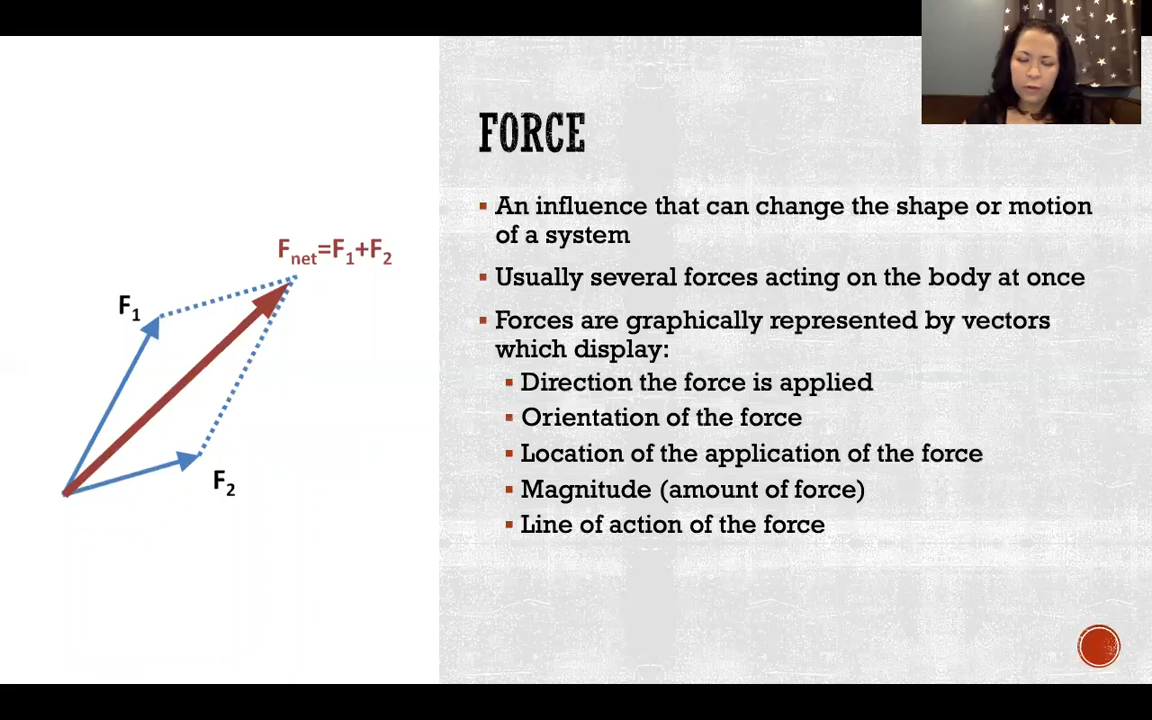 FORCE
▪ An influence that can change the shape or motion
of a system
▪ Usually several forces acting on the body at once
▪ Forces are graphically represented by vectors
which display:
▪ Direction the force is applied
▪ Orientation of the force
▪ Location of the application of the force
▪ Magnitude (amount of force)
▪ Line of action of the force
Fnet=F1+F2
F1
F2